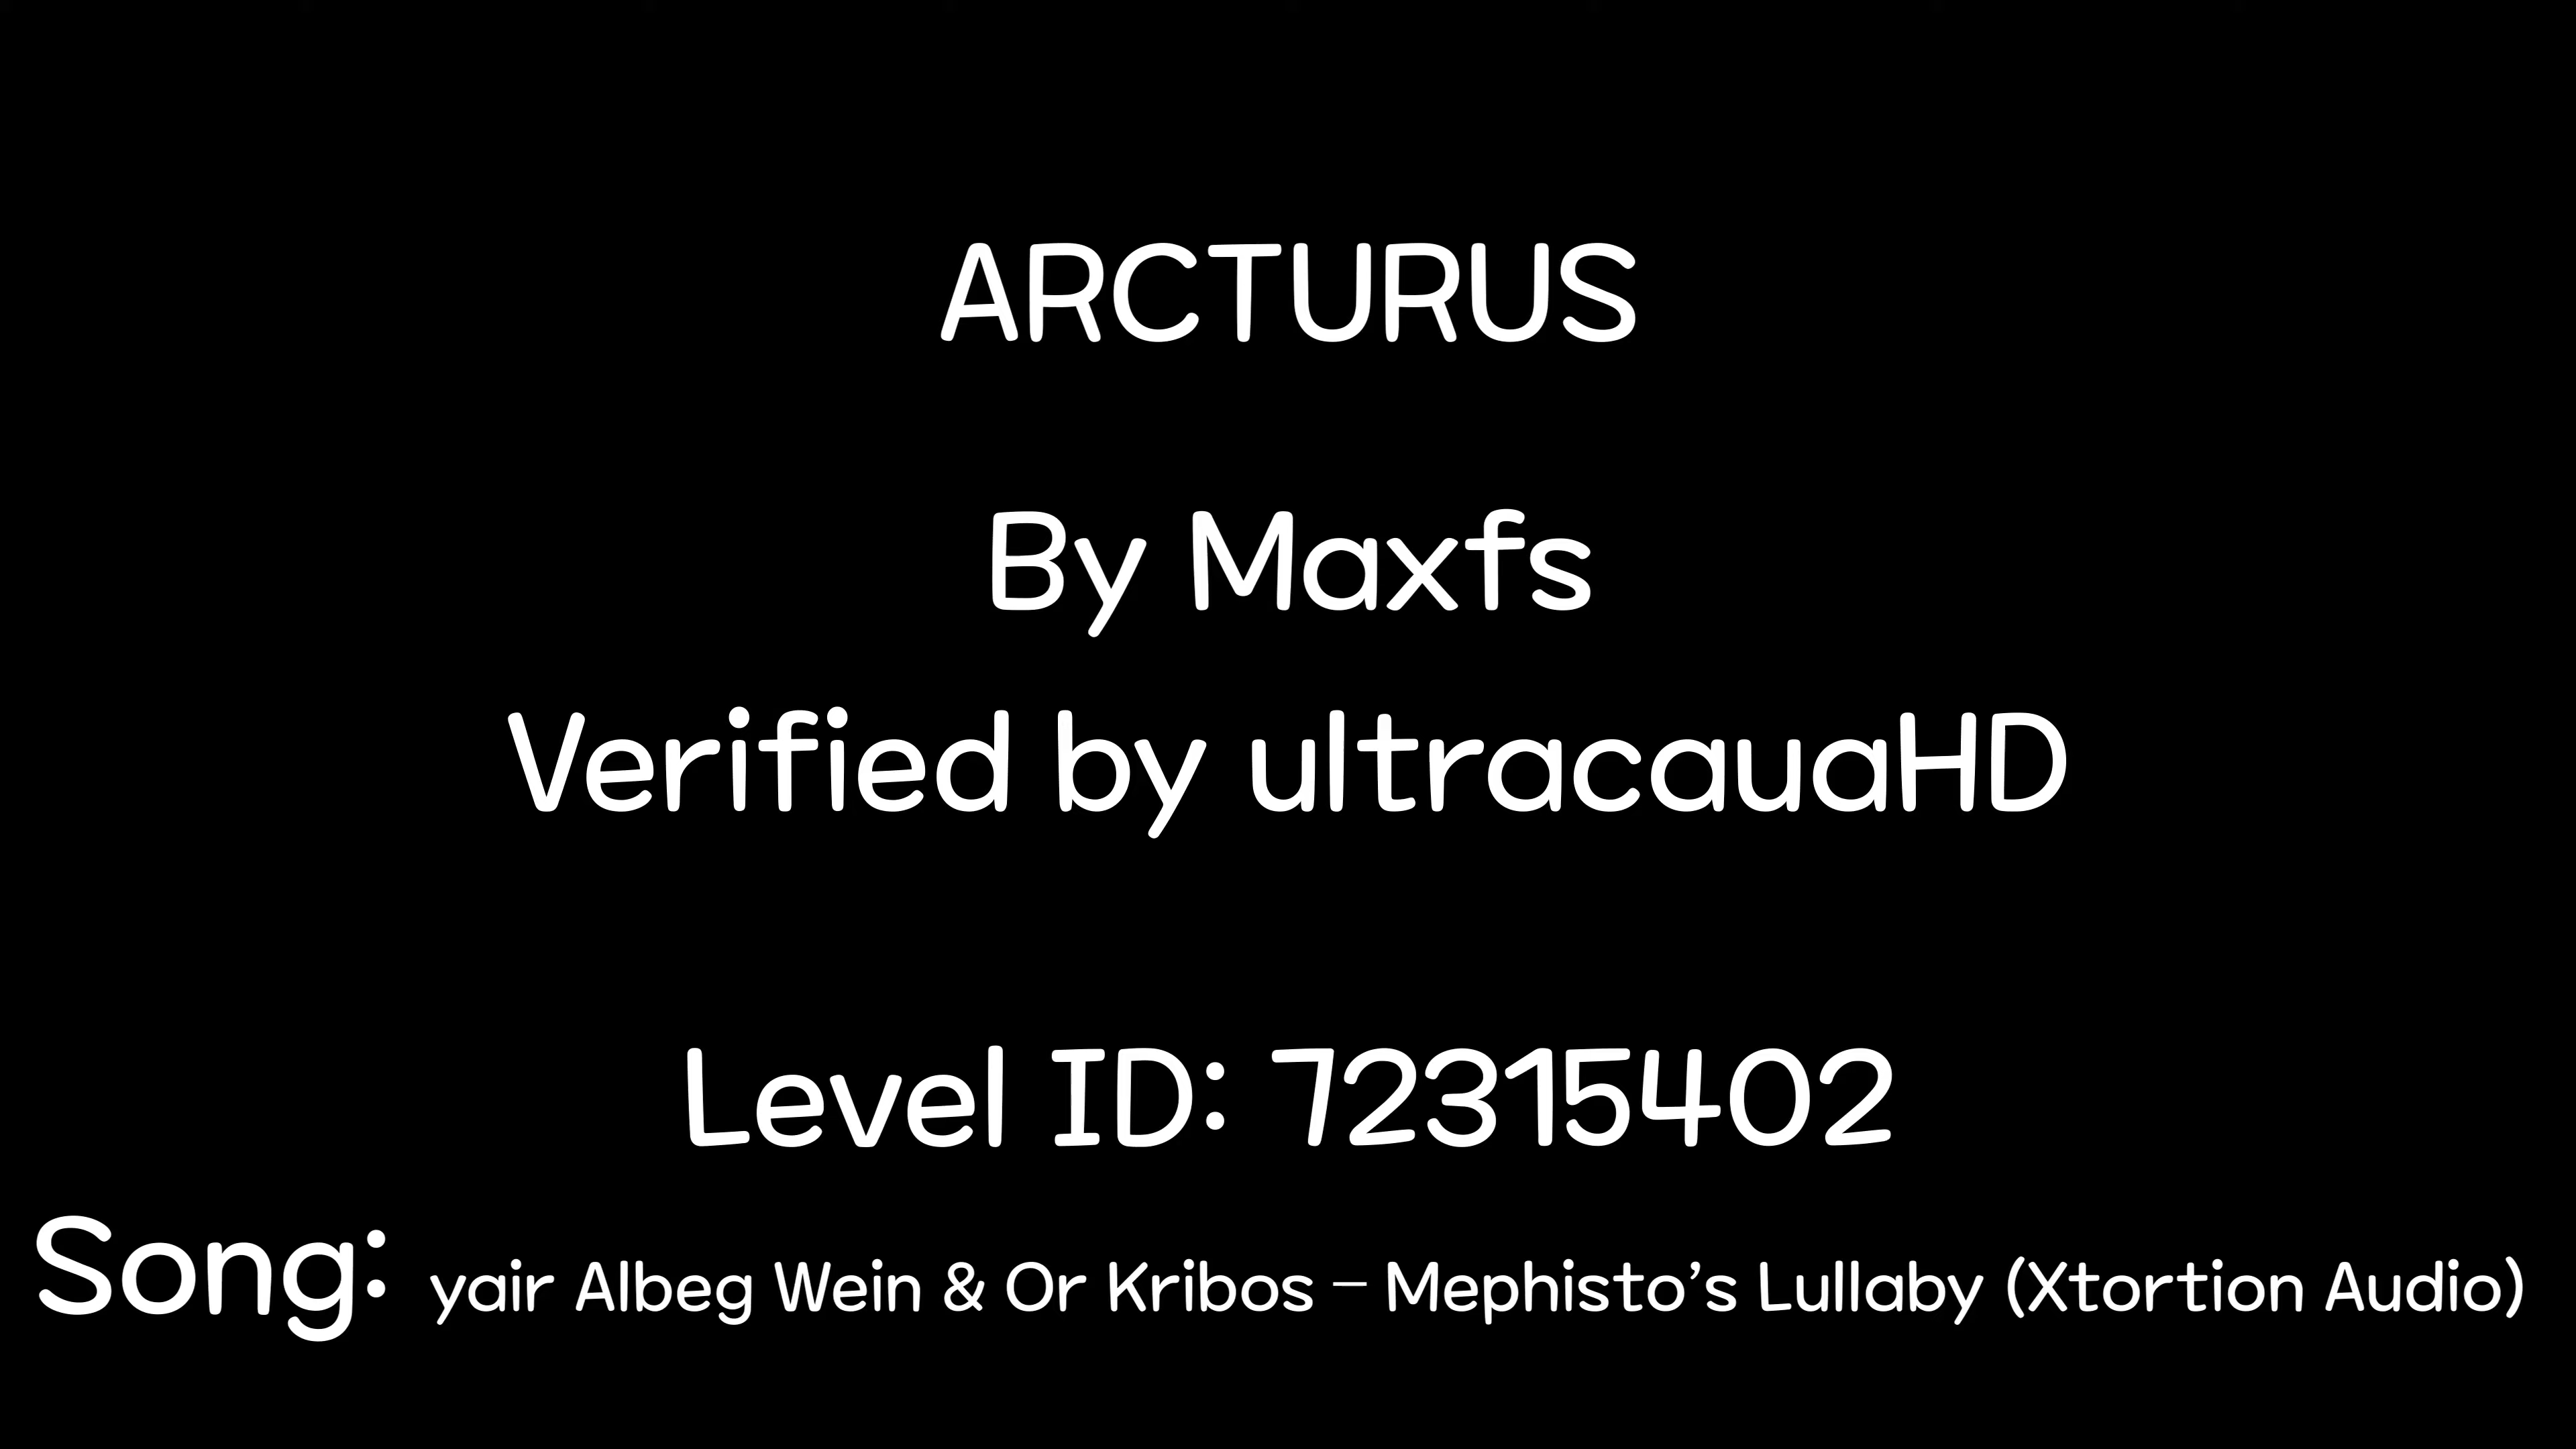 ARCTURUS
By Maxfs
Verified by ultracauaHD
Level ID: 72315402
Song: yair Albeg Wein & Or Kribos – Mephisto’s Lullaby (Xtortion Audio)